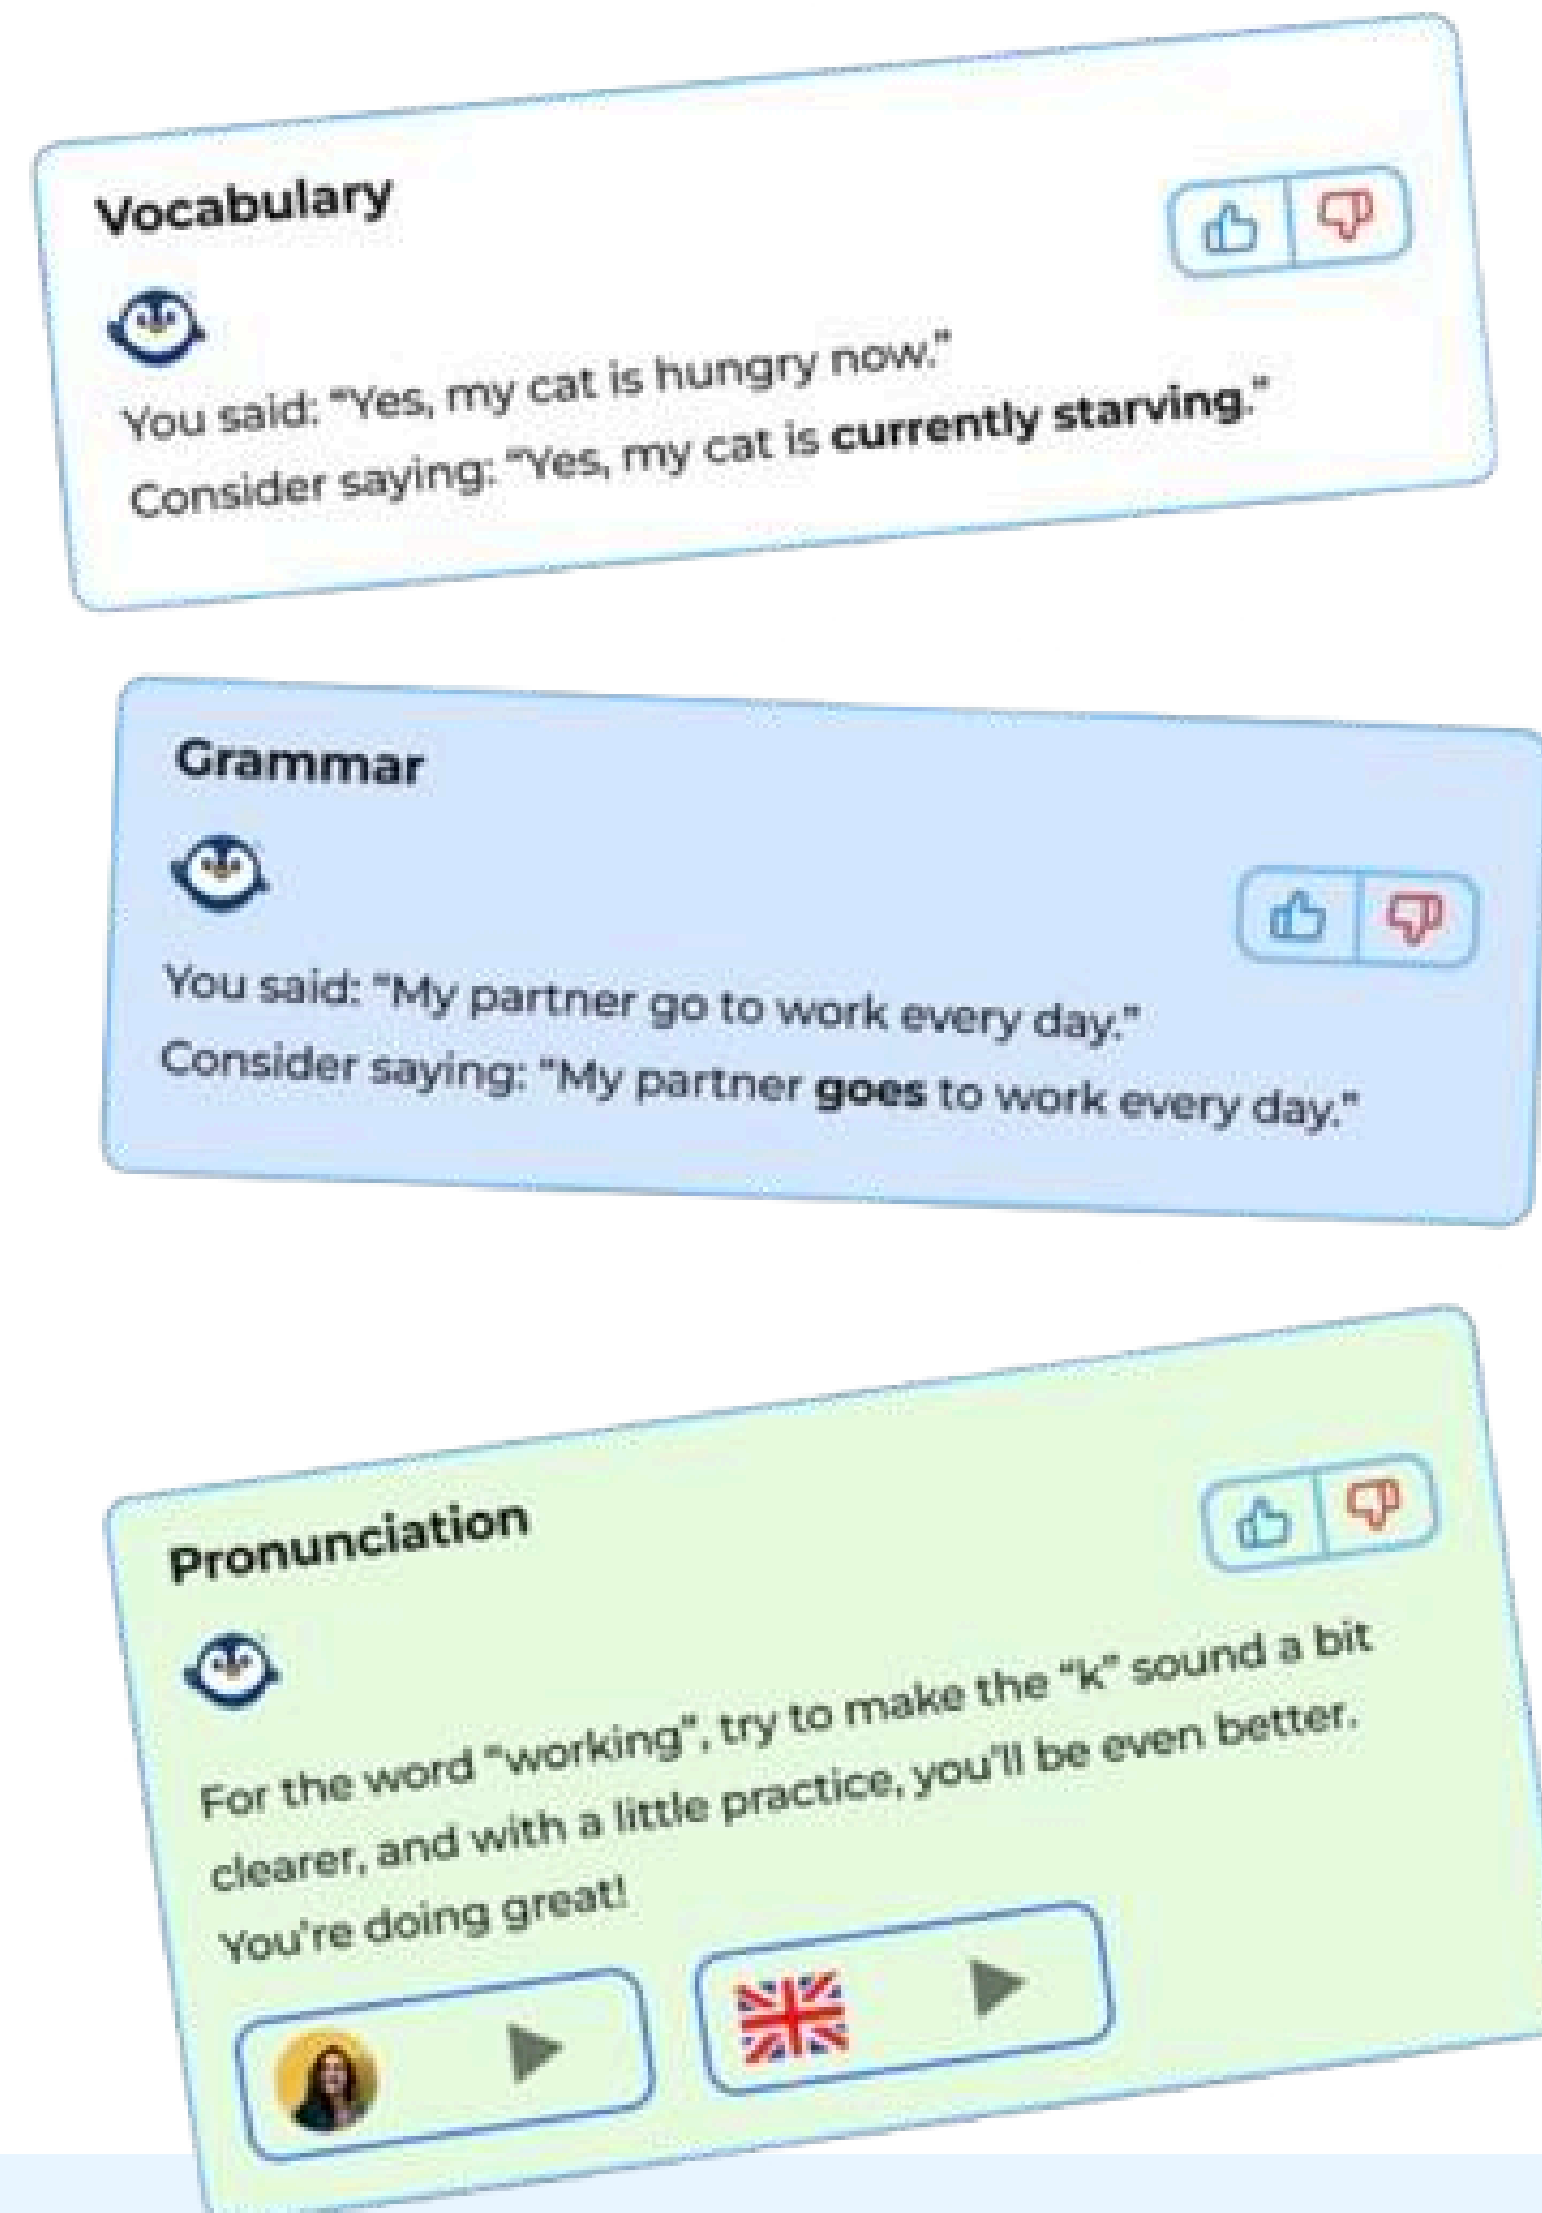 Vocabulary
You said: “Yes, my cat is hungry now.”
Consider saying: “Yes, my cat is currently starving.”
Grammar
You said: “My partner go to work every day.”
Consider saying: “My partner goes to work every day.”
Pronunciation
For the word “working”, try to make the “k” sound a bit
clearer, and with a little practice, you’ll be even better.
You’re doing great!